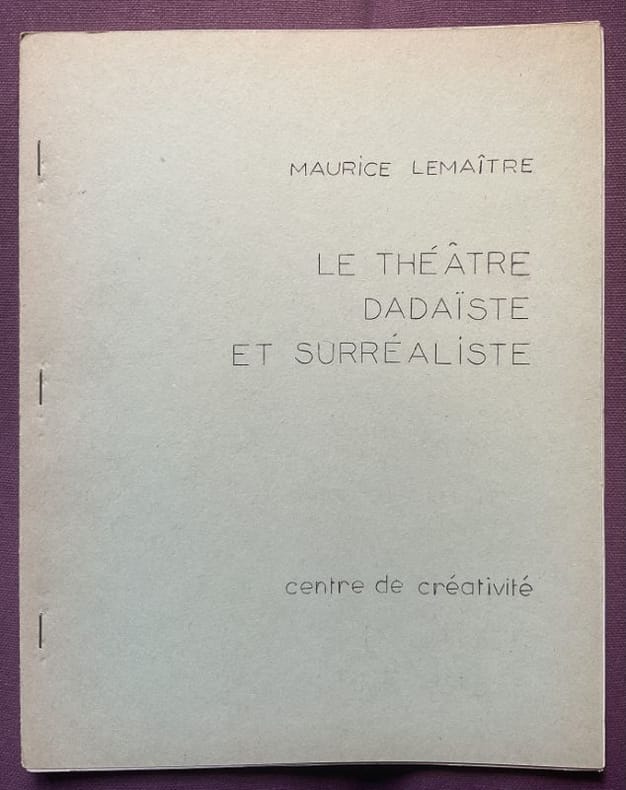 MAURiCE LEMAÎTRE
LE THÉÂTRE
DADAÏSTE
ET SURRÉALISTE
centre de créativité